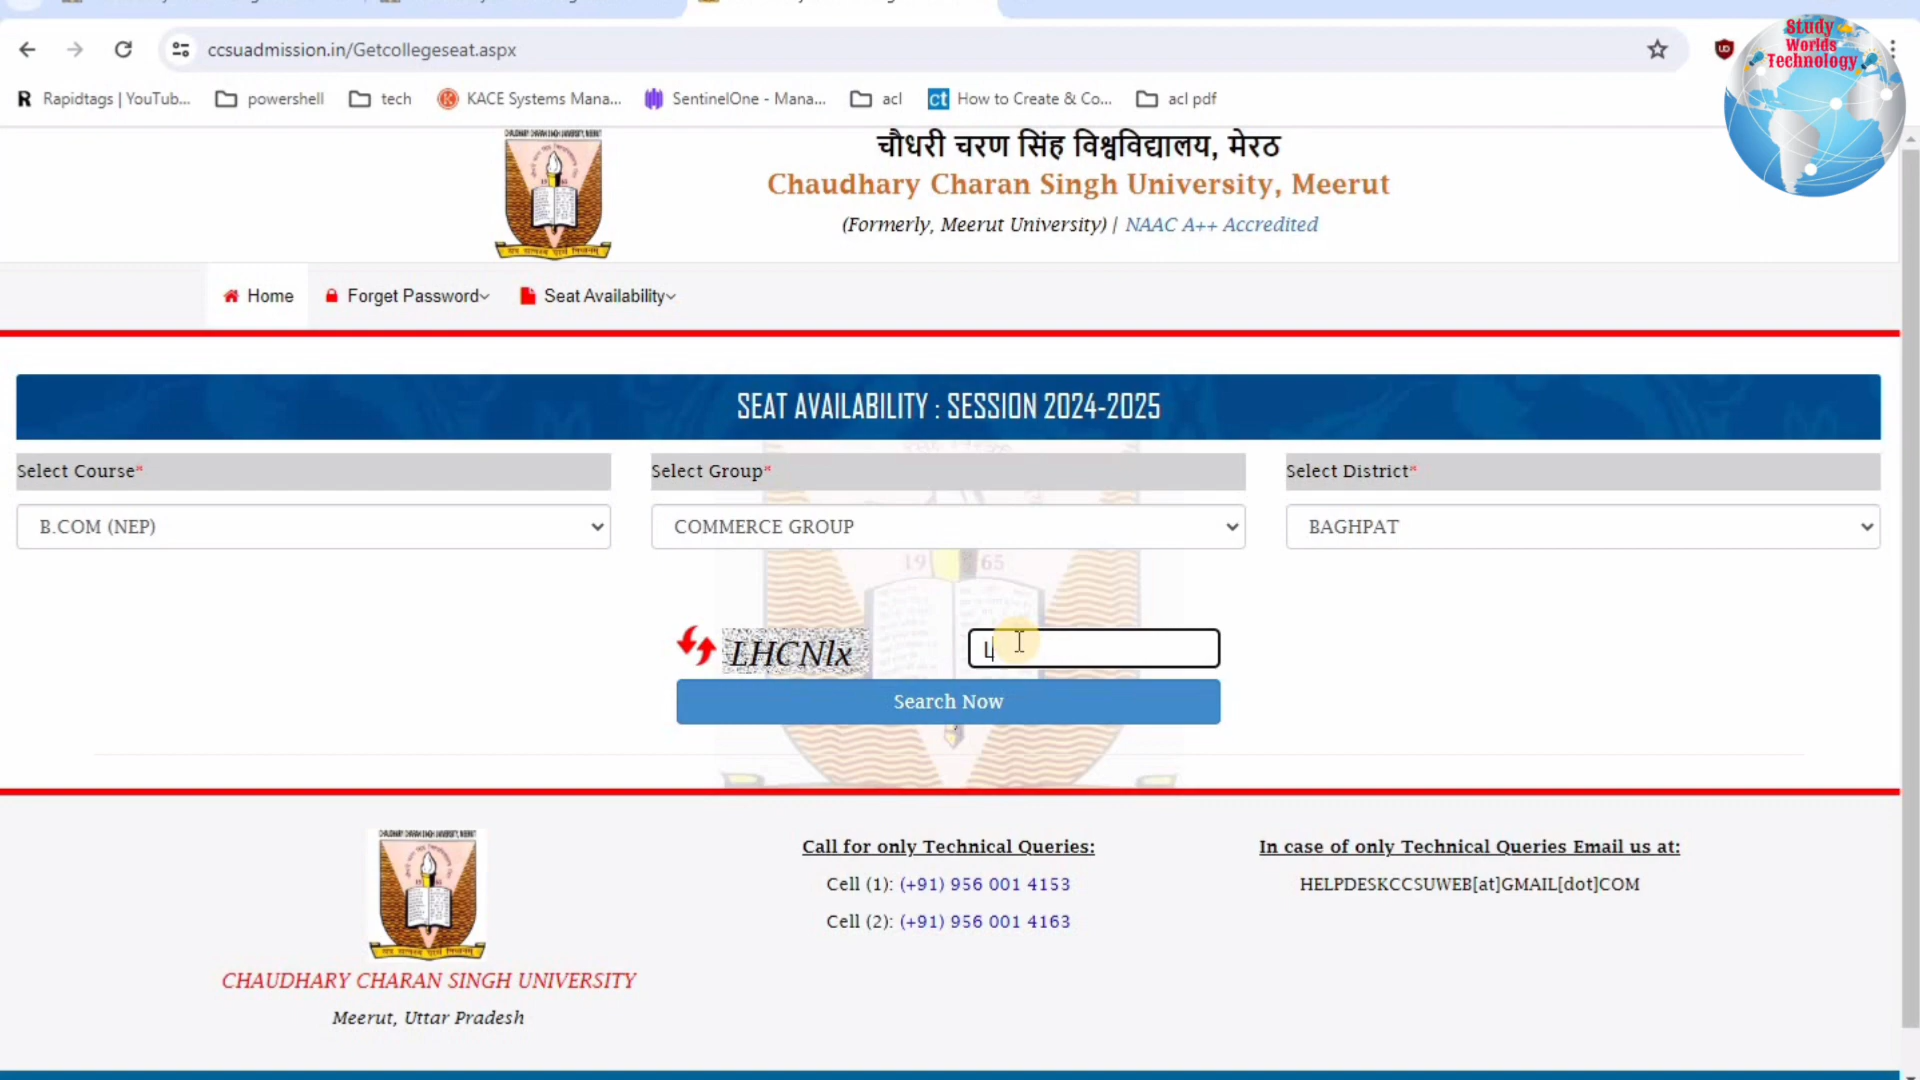 Study
Worlds
Technology
ccsuadmission.in/Getcollegeseat.aspx
Rapidtags | YouTub...
powershell
tech
KACE Systems Mana...
SentinelOne - Mana...
acl
ct
How to Create & Co...
acl pdf
चौधरी चरण सिंह विश्वविद्यालय, मेरठ
Chaudhary Charan Singh University, Meerut
(Formerly, Meerut University) | NAAC A++ Accredited
Home
Forget Password
Seat Availability
SEAT AVAILABILITY : SESSION 2024-2025
Select Course*
Select Group*
Select District*
B.COM (NEP)
COMMERCE GROUP
BAGHPAT
19 65
LHCNlx
L
Search Now
Call for only Technical Queries:
Cell (1): (+91) 956 001 4153
Cell (2): (+91) 956 001 4163
In case of only Technical Queries Email us at:
HELPDESKCCSUWEB[at]GMAIL[dot]COM
CHAUDHARY CHARAN SINGH UNIVERSITY
Meerut, Uttar Pradesh